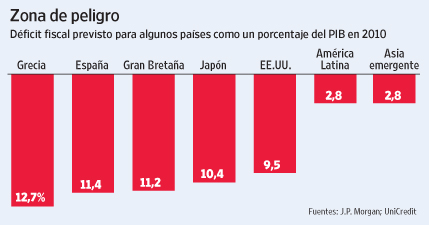 Zona de peligro
Déficit fiscal previsto para algunos países como un porcentaje del PIB en 2010
Grecia España Gran Bretaña Japón EE.UU. América Latina Asia emergente
12,7% 11,4 11,2 10,4 9,5 2,8 2,8
Fuentes: J.P. Morgan; UniCredit